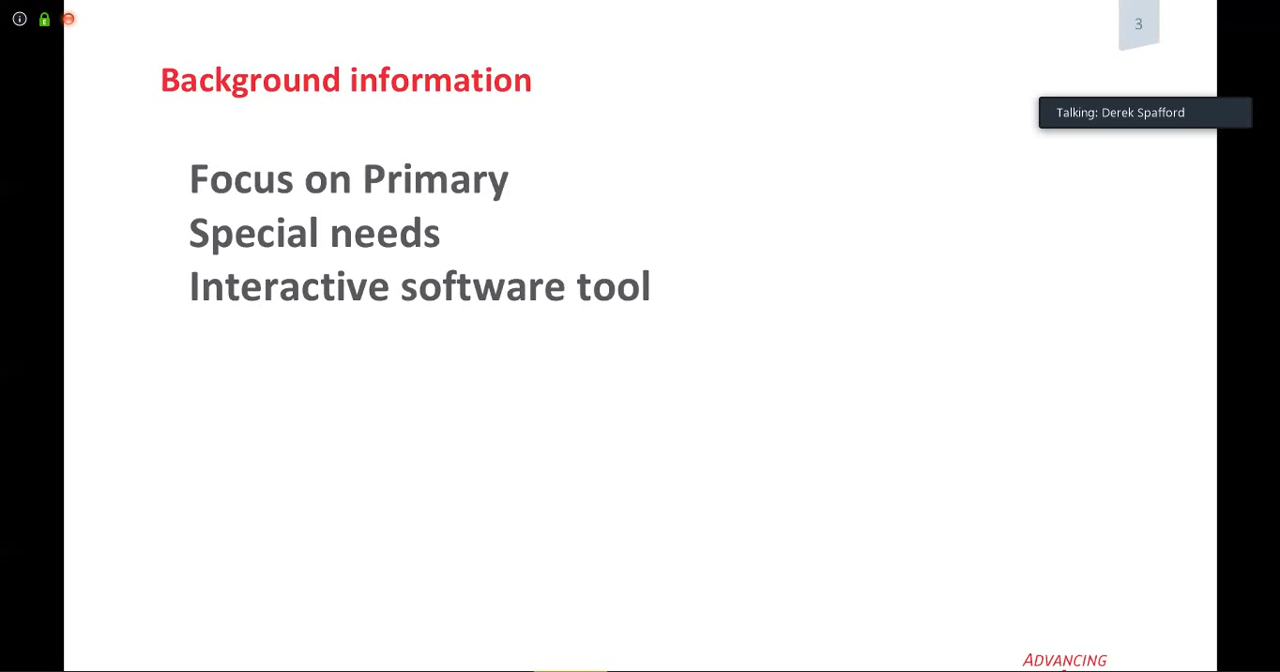 3
Background information
Talking: Derek Spafford
Focus on Primary
Special needs
Interactive software tool
ADVANCING